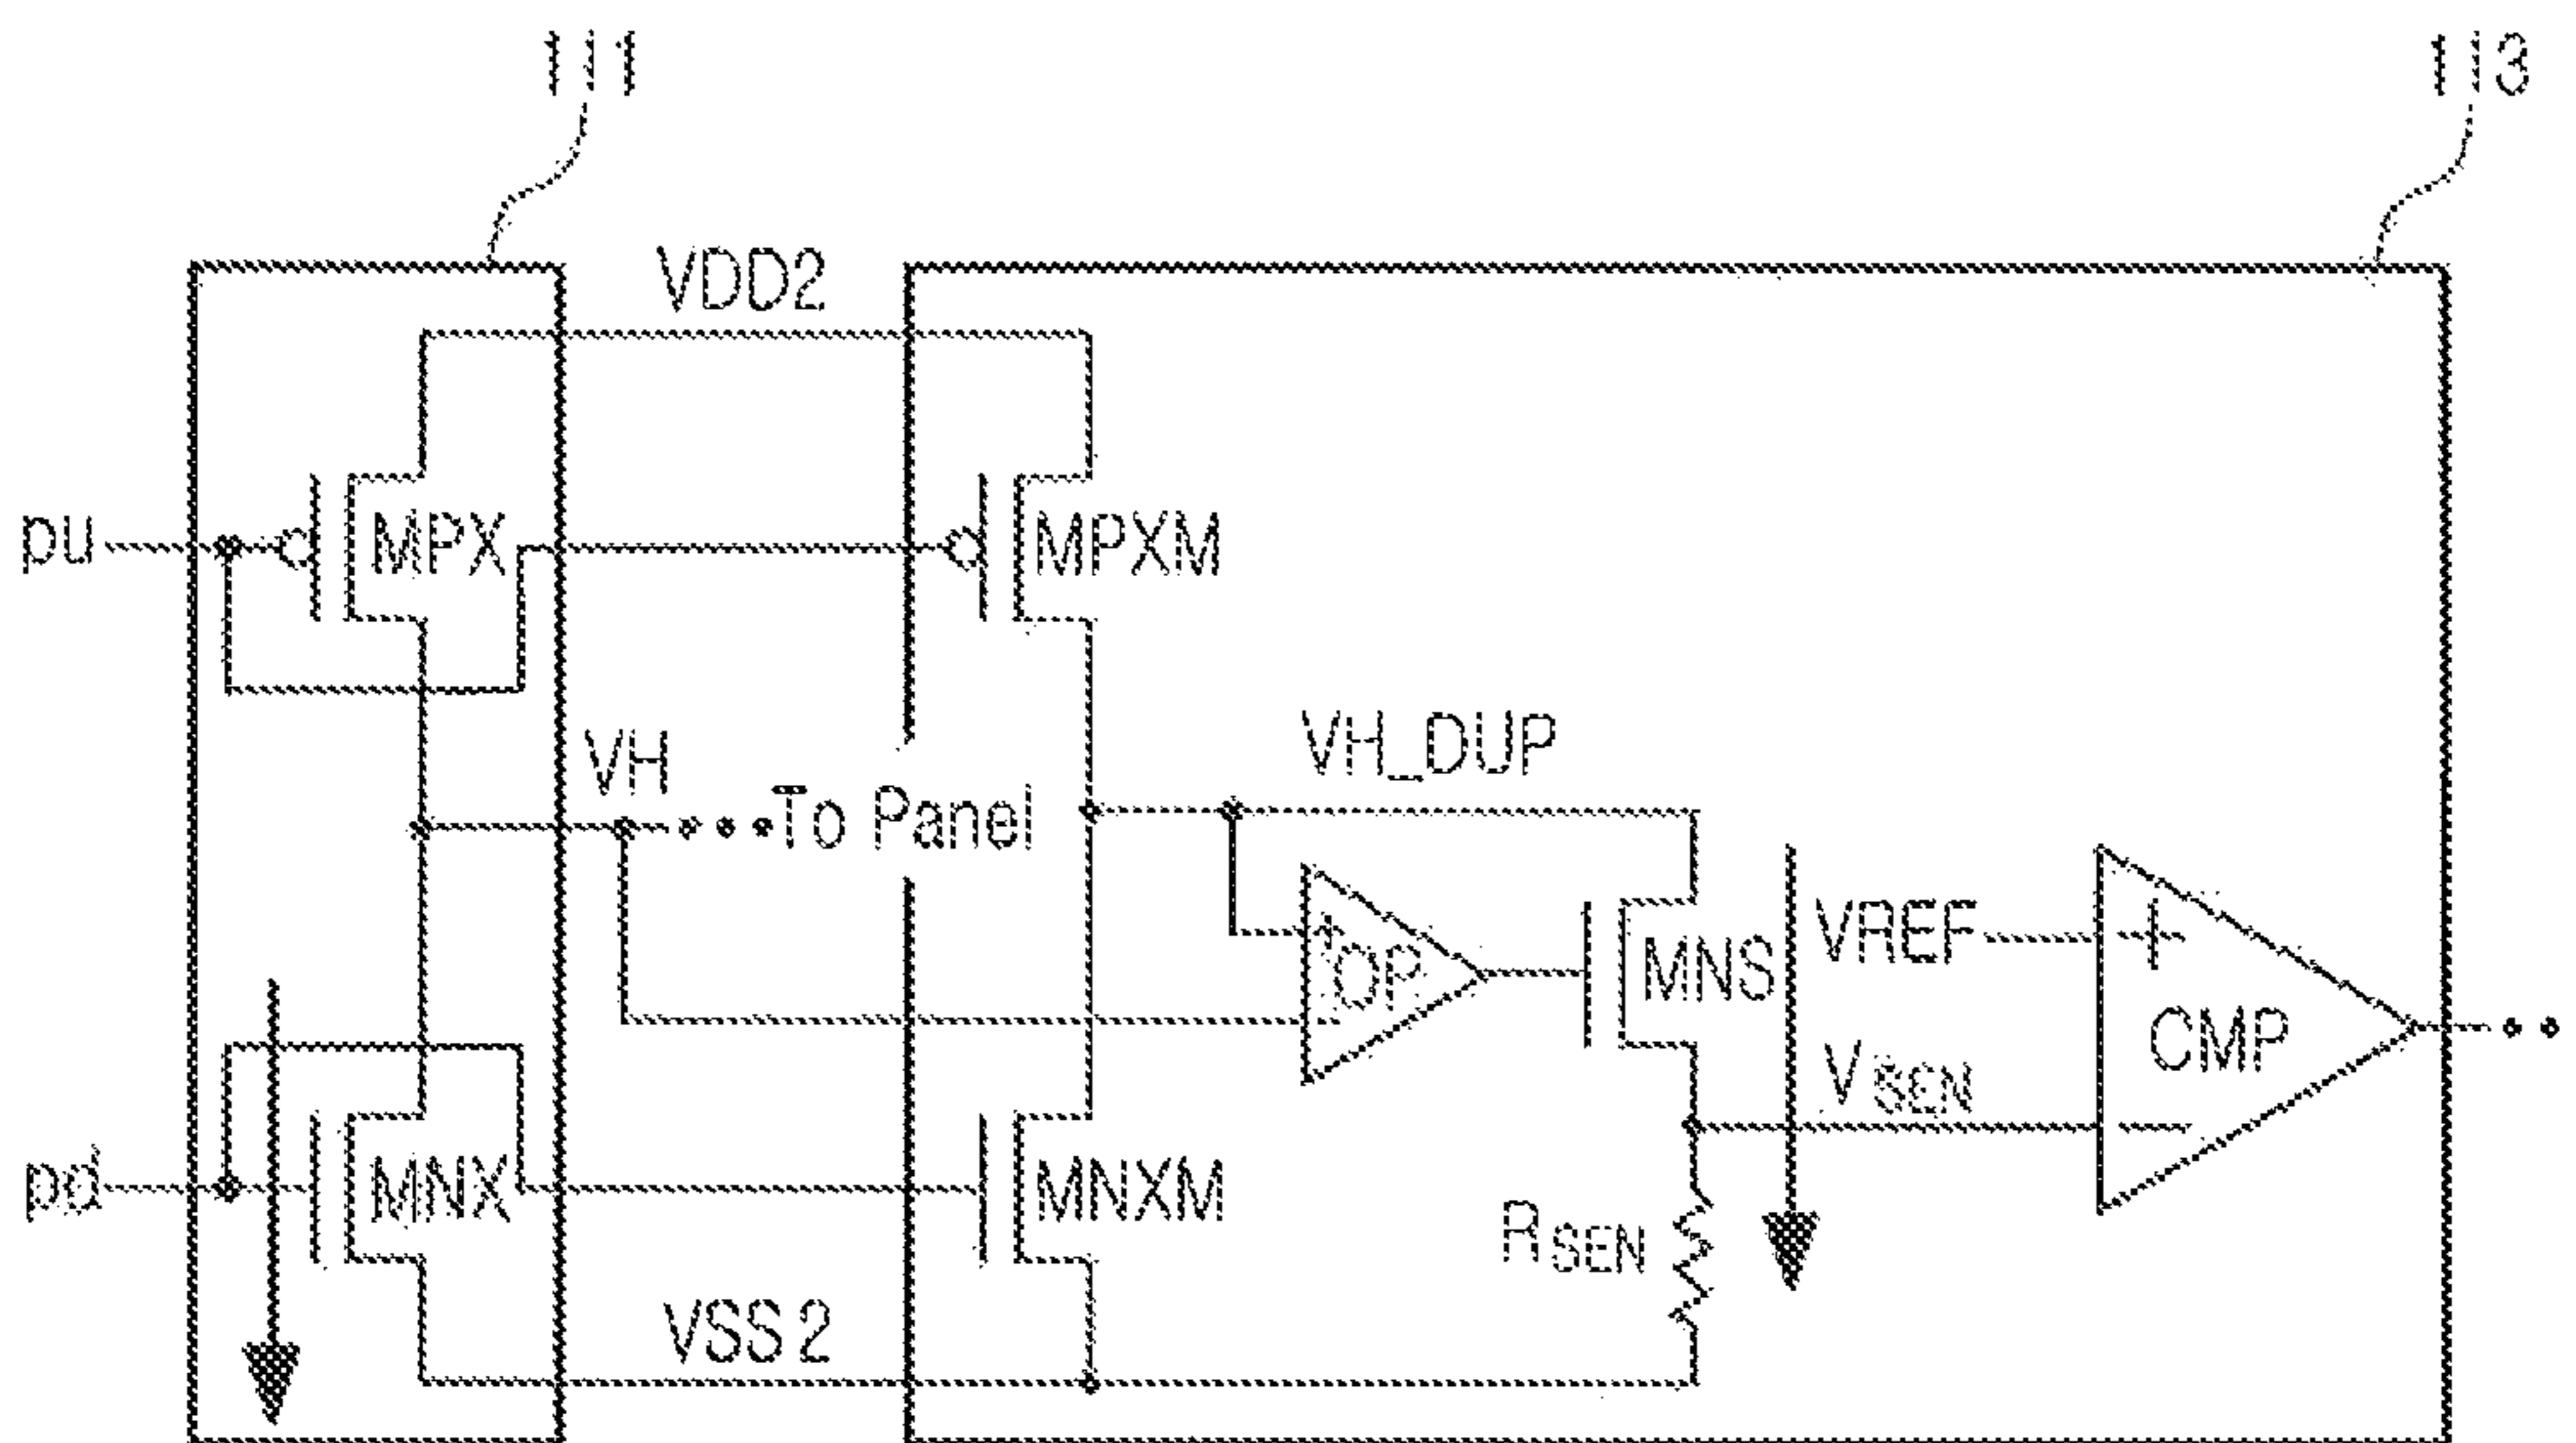 111
113
VDD2
pu
MPX
MPXM
VH
To Panel
VH_DUP
+
OP
-
MNS
VREF
+
CMP
VSEN
-
pd
MNX
MNXM
RSEN
VSS2